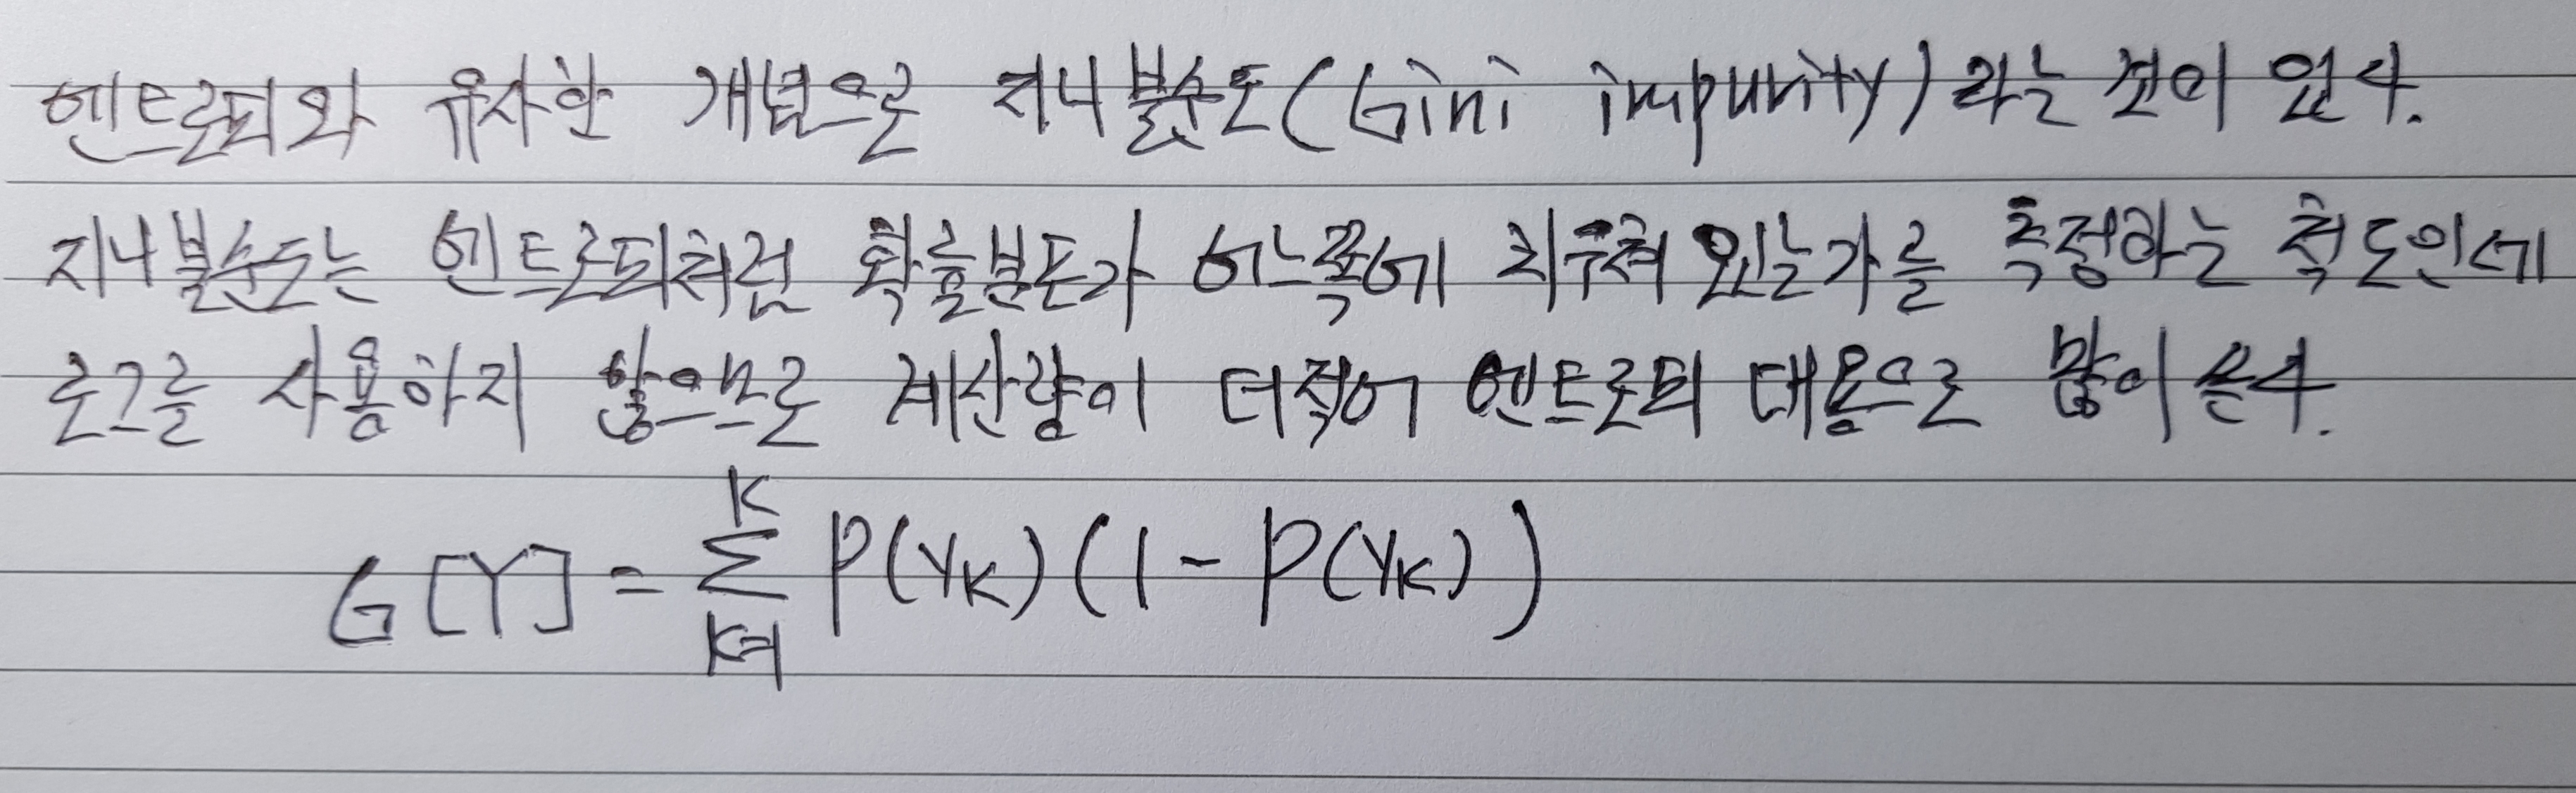 엔트로피와 유사한 개념으로 지니불순도(Gini impurity)라는 것이 있다.
지니불순도는 엔트로피처럼 확률분포가 어느쪽에 치우쳐 있는가를 측정하는 척도인데
로그를 사용하지 않으므로 계산량이 더적어 엔트로피 대용으로 많이 쓴다.
G[Y] = \sum_{k=1}^{K} P(y_k)(1 - P(y_k))